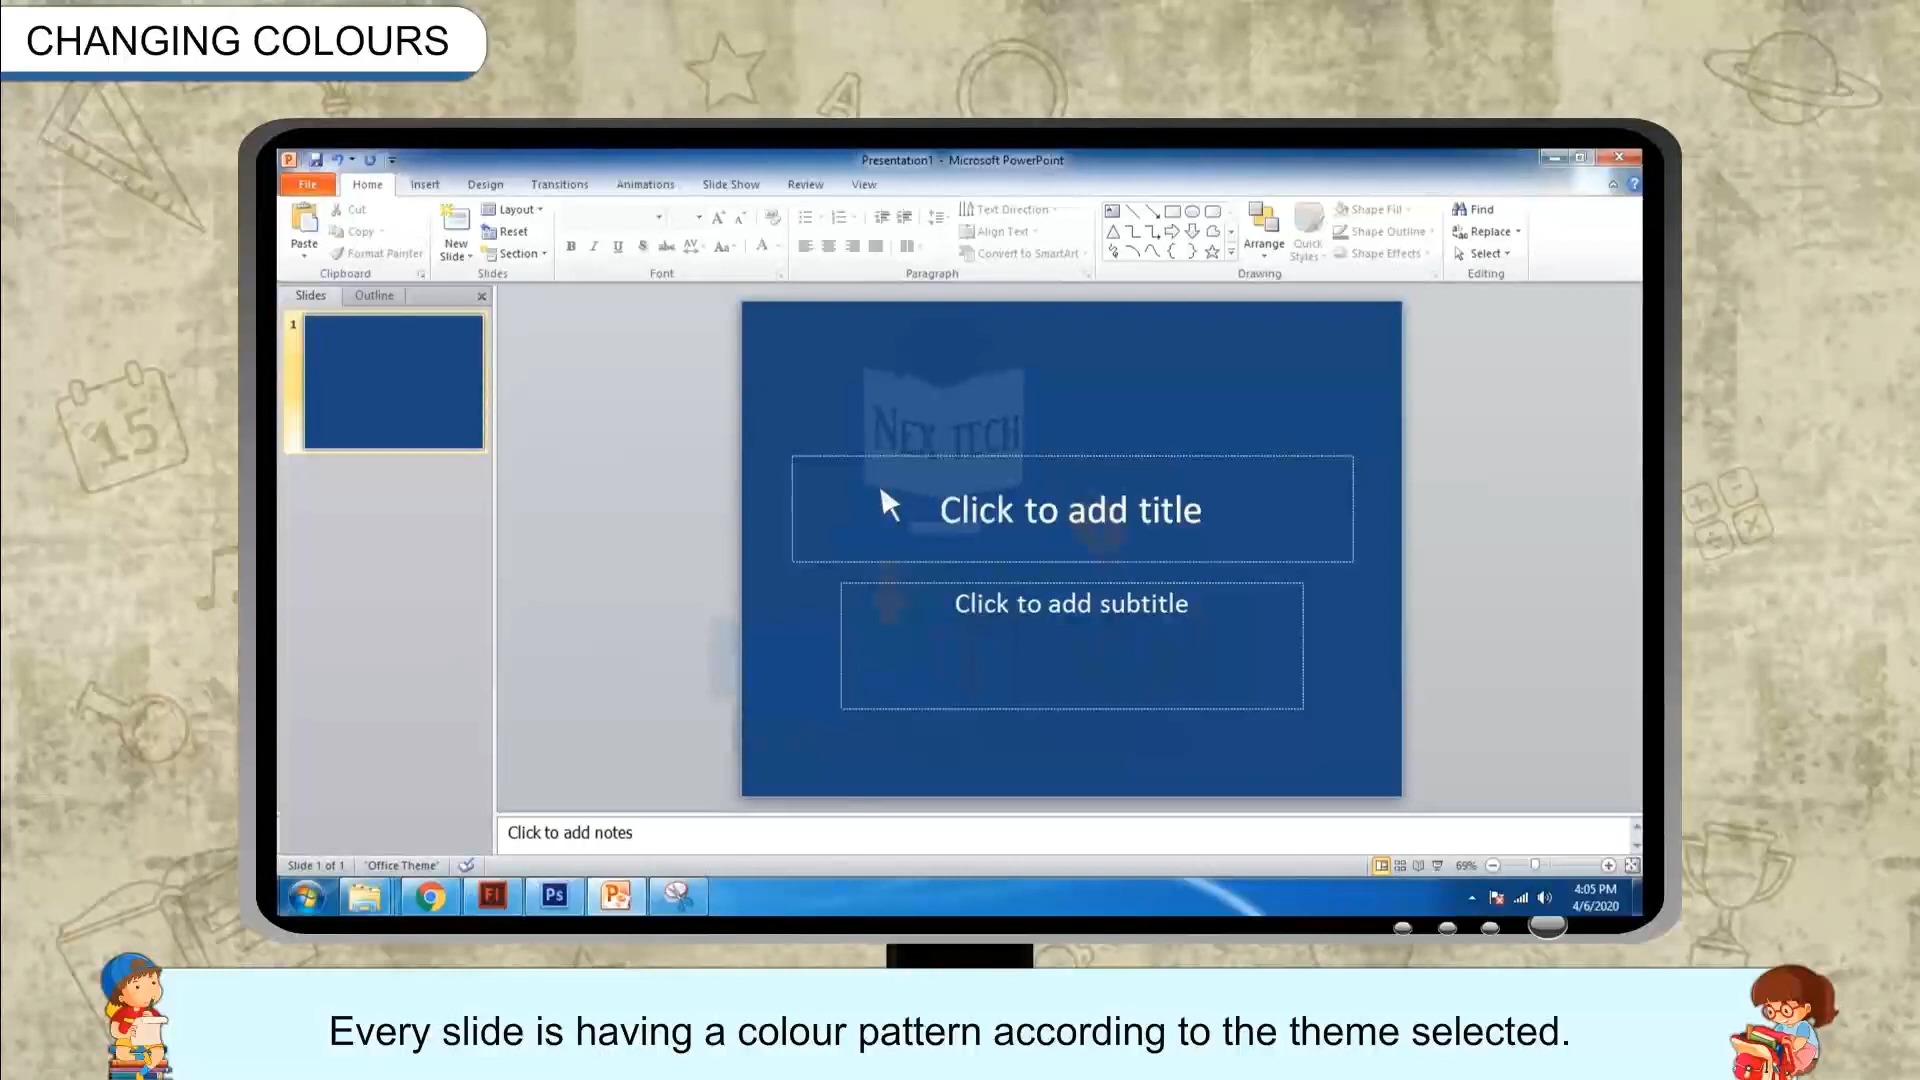 CHANGING COLOURS
Presentation1 - Microsoft PowerPoint
File Home Insert Design Transitions Animations Slide Show Review View
Paste
Cut
Copy
Format Painter
Clipboard
New Slide
Layout
Reset
Section
Slides
Font
Text Direction
Align Text
Convert to SmartArt
Paragraph
Arrange
Quick Styles
Shape Fill
Shape Outline
Shape Effects
Drawing
Find
Replace
Select
Editing
Slides Outline
1
NEX TECH
Click to add title
Click to add subtitle
Click to add notes
Slide 1 of 1 "Office Theme" 69%
Ps
4:05 PM
4/6/2020
15
Every slide is having a colour pattern according to the theme selected.